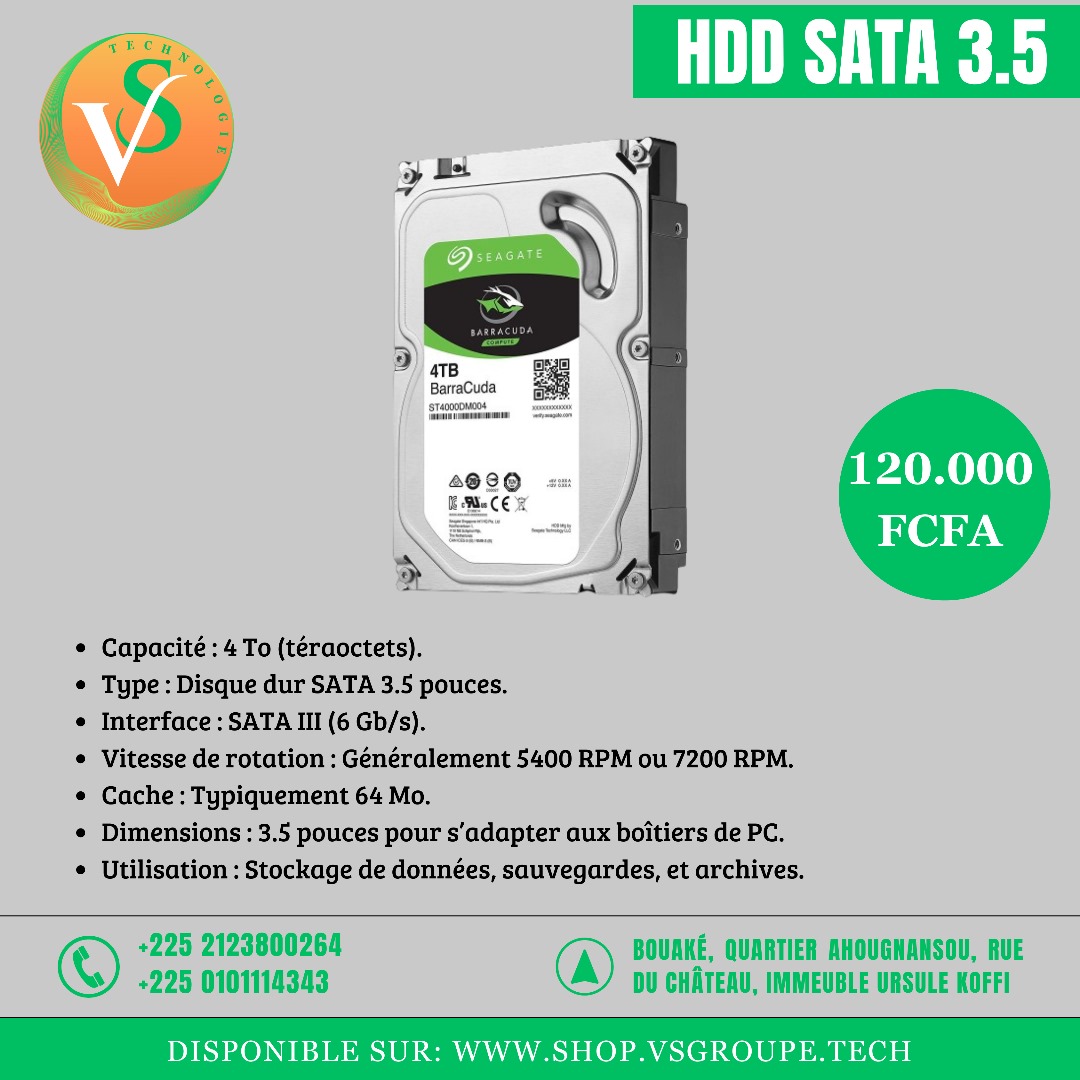 TECHNOLOGIE
VS
HDD SATA 3.5
SEAGATE
BARRACUDA
COMPUTE
4TB
BarraCuda
ST4000DM004
XXXXXXXXXXXX
verify.seagate.com
120.000
FCFA
• Capacité : 4 To (téraoctets).
• Type : Disque dur SATA 3.5 pouces.
• Interface : SATA III (6 Gb/s).
• Vitesse de rotation : Généralement 5400 RPM ou 7200 RPM.
• Cache : Typiquement 64 Mo.
• Dimensions : 3.5 pouces pour s’adapter aux boîtiers de PC.
• Utilisation : Stockage de données, sauvegardes, et archives.
+225 2123800264
+225 0101114343
BOUAKÉ, QUARTIER AHOUGNANSOU, RUE
DU CHÂTEAU, IMMEUBLE URSULE KOFFI
DISPONIBLE SUR: WWW.SHOP.VSGROUPE.TECH